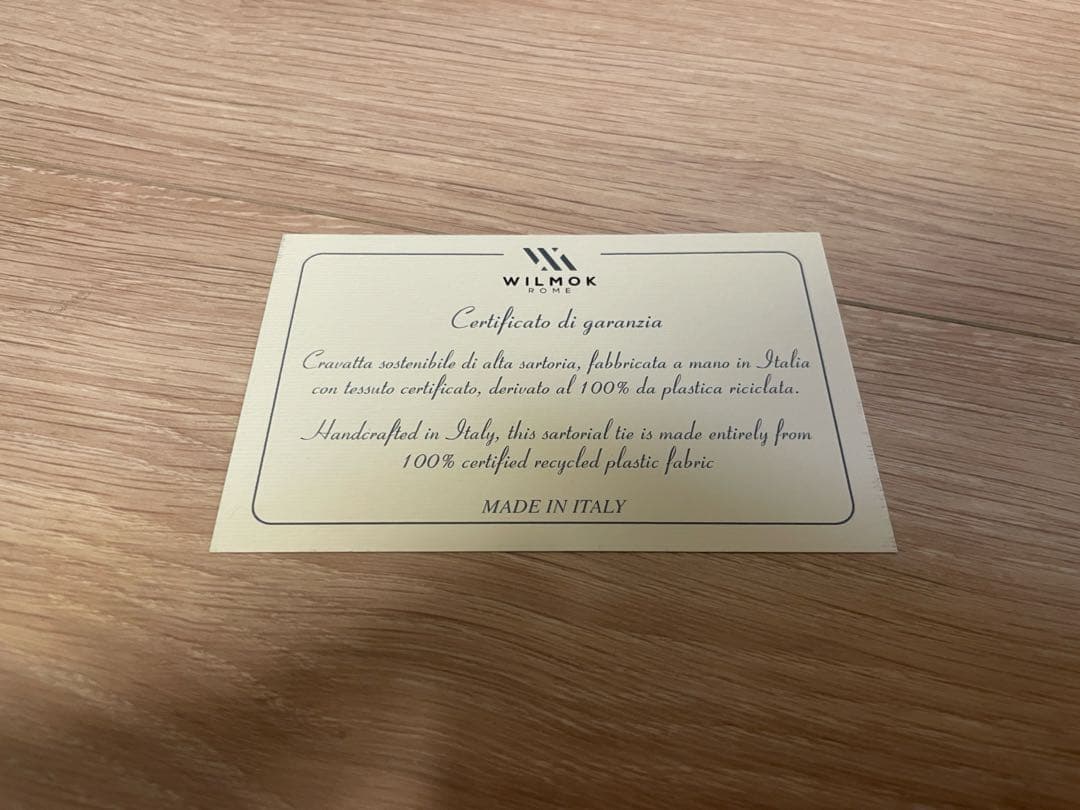 WILMOK
ROME
Certificato di garanzia
Cravatta sostenibile di alta sartoria, fabbricata a mano in Italia
con tessuto certificato, derivato al 100% da plastica riciclata.
Handcrafted in Italy, this sartorial tie is made entirely from
100% certified recycled plastic fabric
MADE IN ITALY